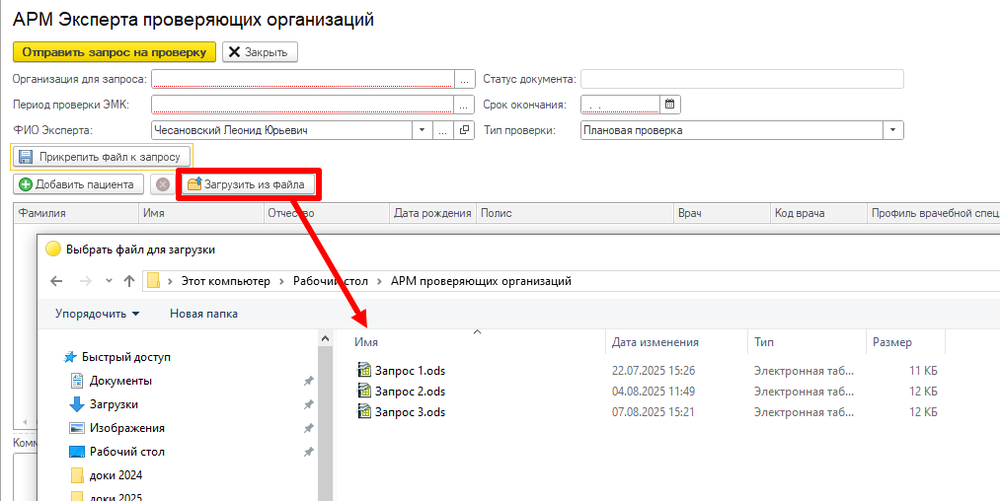 АРМ Эксперта проверяющих организаций
Отправить запрос на проверку Закрыть
Организация для запроса: ... Статус документа:
Период проверки ЭМК: ... Срок окончания: . .
ФИО Эксперта: Чесановский Леонид Юрьевич ... Тип проверки: Плановая проверка
Прикрепить файл к запросу
Добавить пациента Загрузить из файла
Фамилия Имя Отчество Дата рождения Полис Врач Код врача Профиль врачебной спец
Выбрать файл для загрузки
Этот компьютер Рабочий стол АРМ проверяющих организаций
Упорядочить Новая папка
Имя Дата изменения Тип Размер
Быстрый доступ
Запрос 1.ods 22.07.2025 15:26 Электронная таб... 11 КБ
Документы
Запрос 2.ods 04.08.2025 11:49 Электронная таб... 12 КБ
Загрузки
Запрос 3.ods 07.08.2025 15:21 Электронная таб... 12 КБ
Изображения
Комм
Рабочий стол
доки 2024
доки 2025